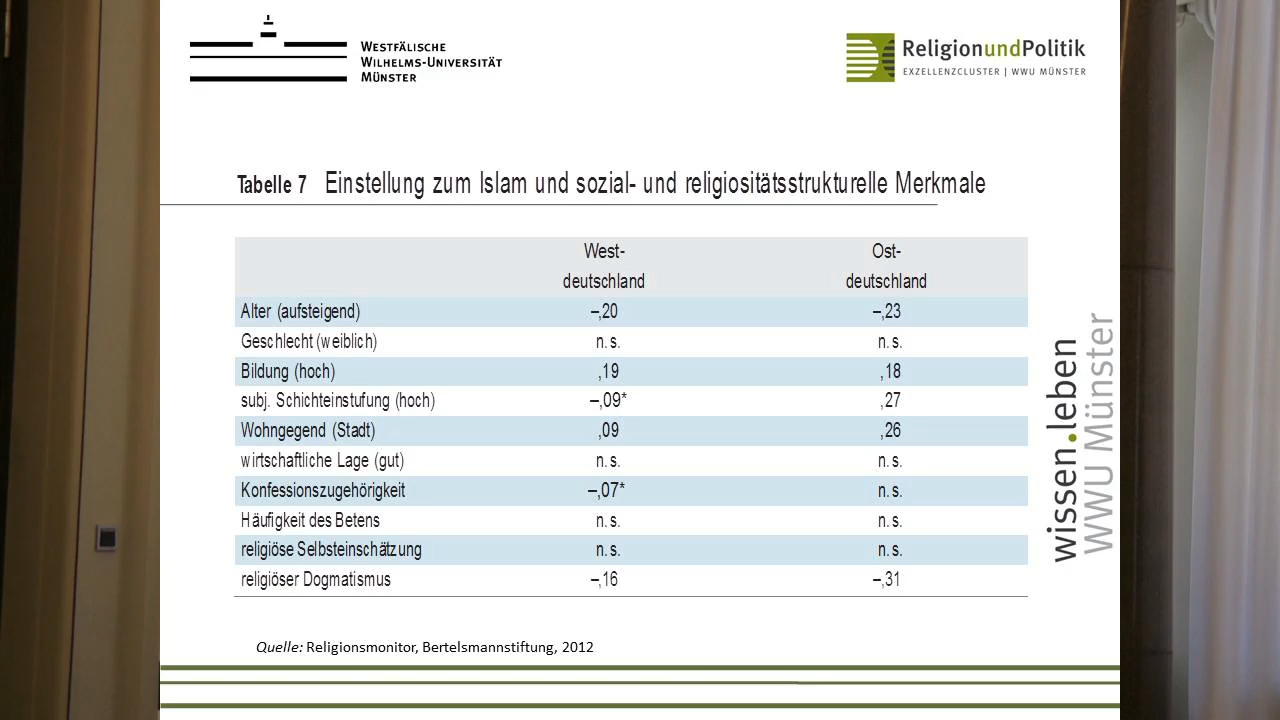 WESTFÄLISCHE
WILHELMS-UNIVERSITÄT
MÜNSTER
ReligionundPolitik
EXZELLENZCLUSTER | WWU MÜNSTER
Tabelle 7 Einstellung zum Islam und sozial- und religiositätsstrukturelle Merkmale
West- Ost-
deutschland deutschland
Alter (aufsteigend) –,20 –,23
Geschlecht (weiblich) n. s. n. s.
Bildung (hoch) ,19 ,18
subj. Schichteinstufung (hoch) –,09* ,27
Wohngegend (Stadt) ,09 ,26
wirtschaftliche Lage (gut) n. s. n. s.
Konfessionszugehörigkeit –,07* n. s.
Häufigkeit des Betens n. s. n. s.
religiöse Selbsteinschätzung n. s. n. s.
religiöser Dogmatismus –,16 –,31
wissen.leben
WWU Münster
Quelle: Religionsmonitor, Bertelsmannstiftung, 2012